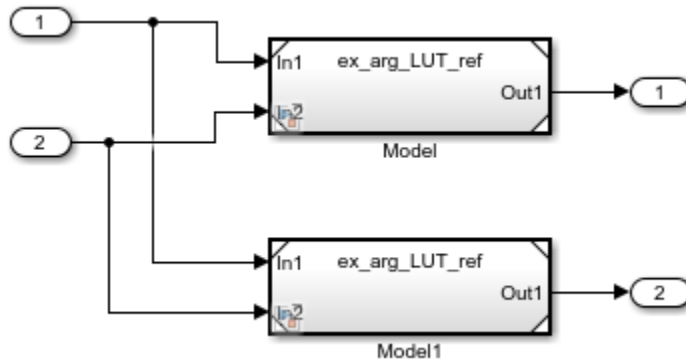 1
In1
ex_arg_LUT_ref
Out1
1
2
In2
Model
In1
ex_arg_LUT_ref
Out1
2
In2
Model1